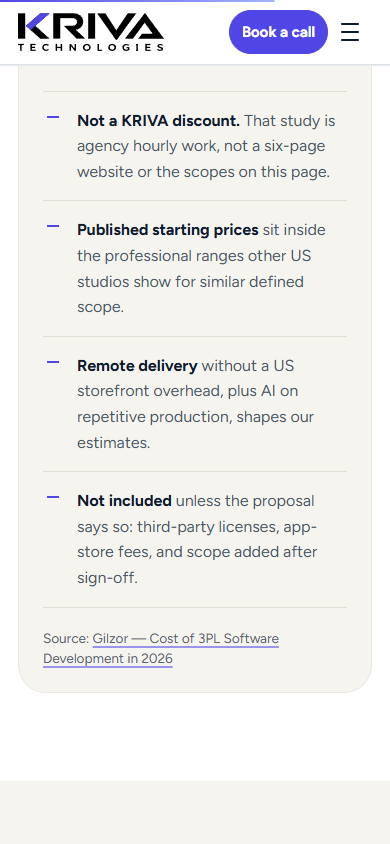 KRIVA
TECHNOLOGIES
Book a call
Not a KRIVA discount. That study is
agency hourly work, not a six-page
website or the scopes on this page.
Published starting prices sit inside
the professional ranges other US
studios show for similar defined
scope.
Remote delivery without a US
storefront overhead, plus AI on
repetitive production, shapes our
estimates.
Not included unless the proposal
says so: third-party licenses, app-
store fees, and scope added after
sign-off.
Source: Gilzor — Cost of 3PL Software
Development in 2026